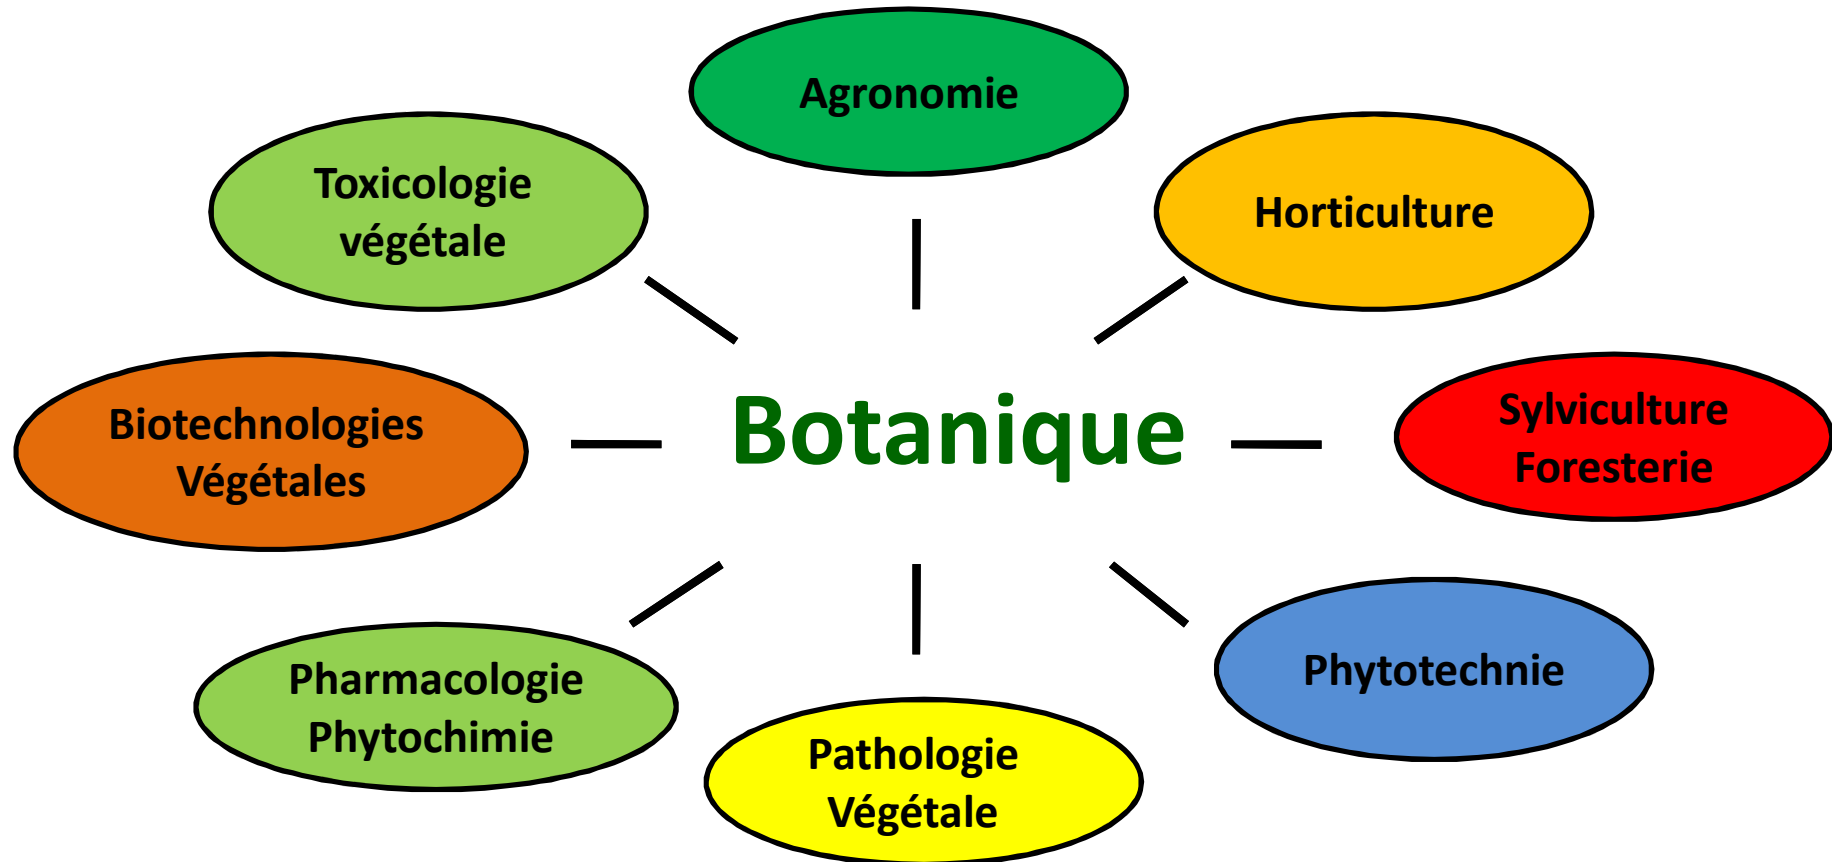 Agronomie
Toxicologie
végétale
Horticulture
Biotechnologies
Végétales
Botanique
Sylviculture
Foresterie
Pharmacologie
Phytochimie
Phytotechnie
Pathologie
Végétale